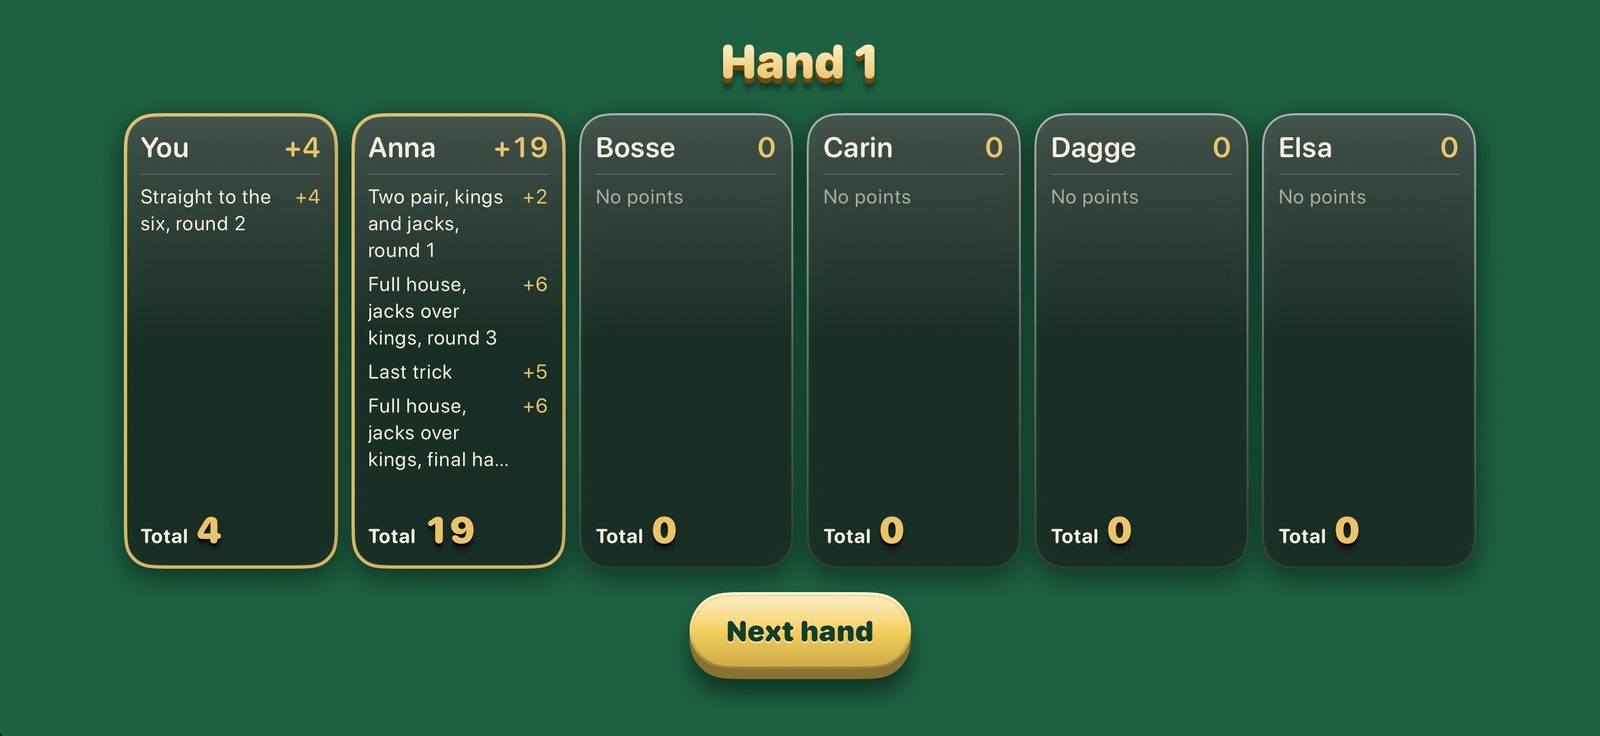 Hand 1
You +4
Straight to the +4
six, round 2
Total 4
Anna +19
Two pair, kings +2
and jacks,
round 1
Full house, +6
jacks over
kings, round 3
Last trick +5
Full house, +6
jacks over
kings, final ha...
Total 19
Bosse 0
No points
Total 0
Carin 0
No points
Total 0
Dagge 0
No points
Total 0
Elsa 0
No points
Total 0
Next hand